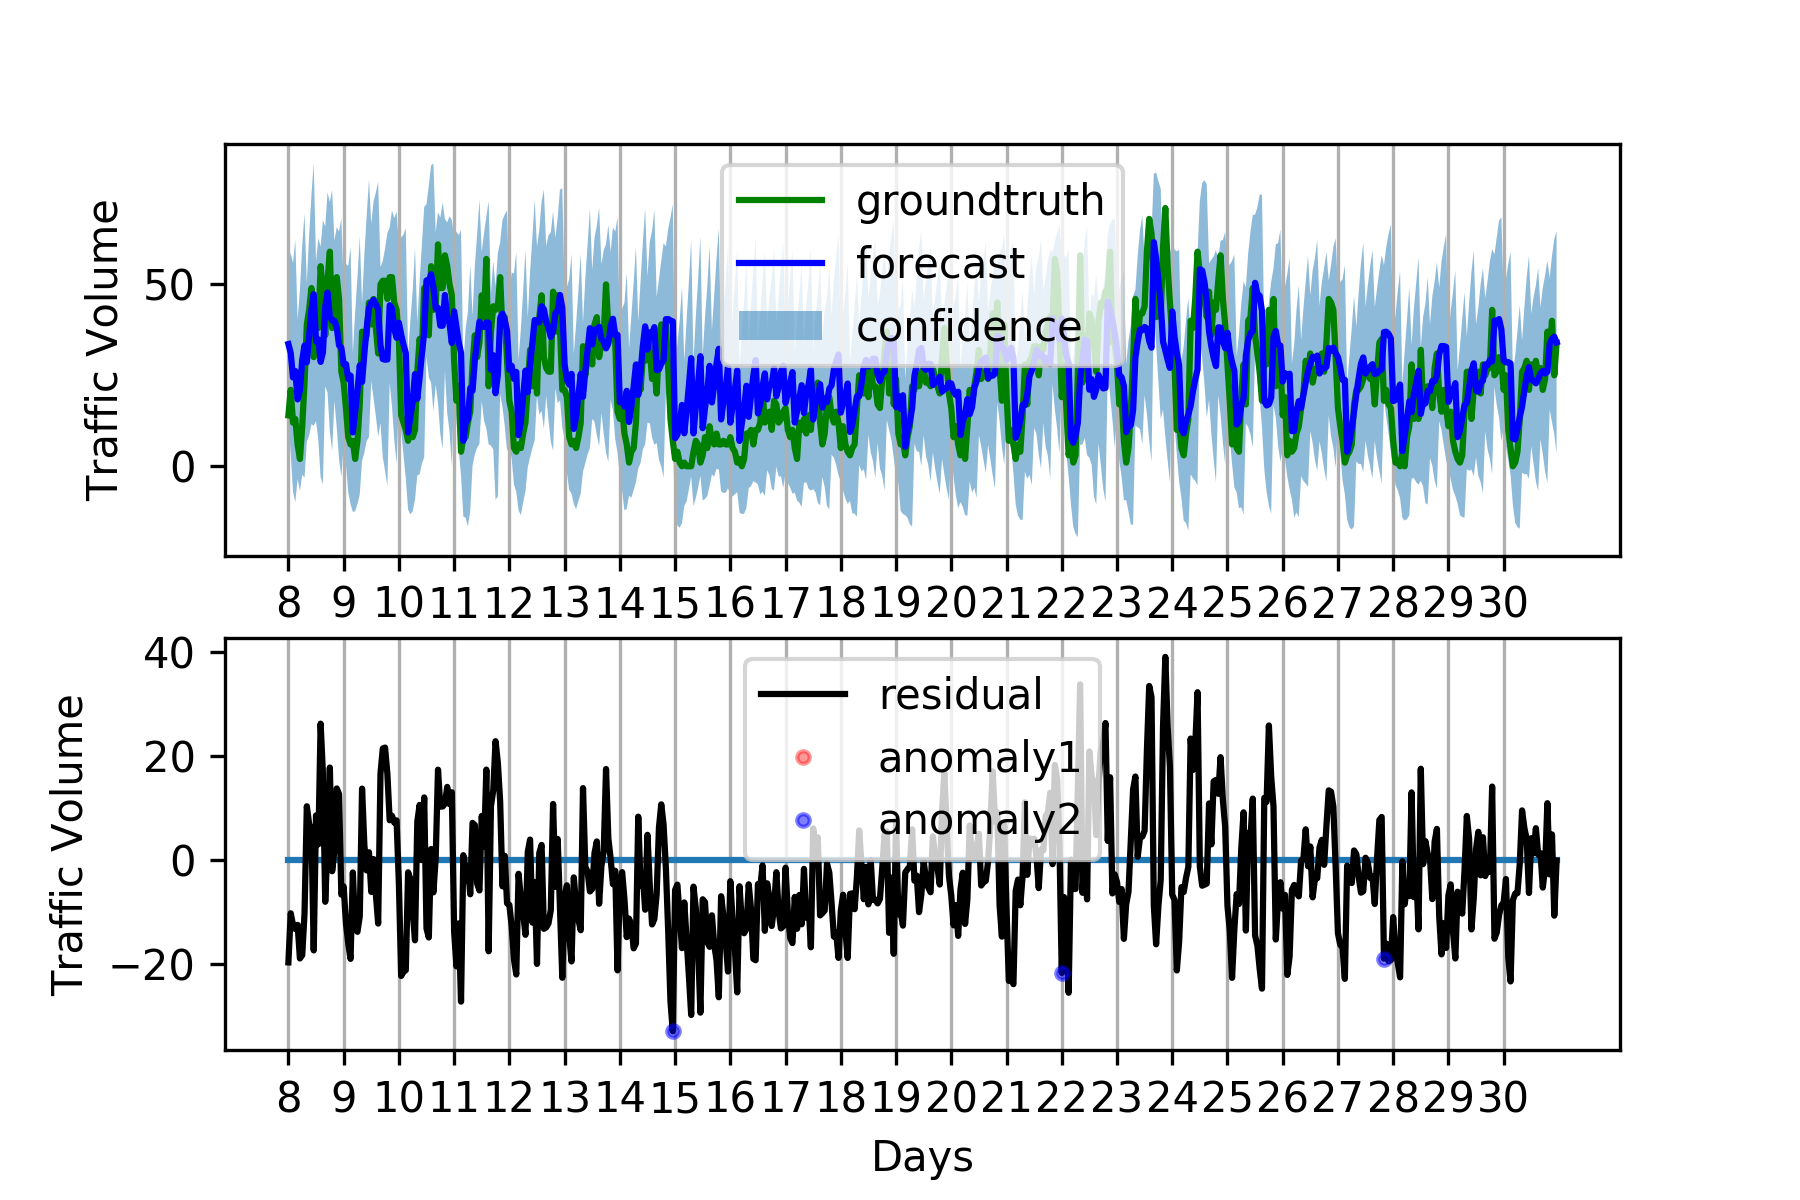 Traffic Volume
50
0
groundtruth
forecast
confidence
8 9 10 11 12 13 14 15 16 17 18 19 20 21 22 23 24 25 26 27 28 29 30
Traffic Volume
40
20
0
−20
residual
anomaly1
anomaly2
8 9 10 11 12 13 14 15 16 17 18 19 20 21 22 23 24 25 26 27 28 29 30
Days